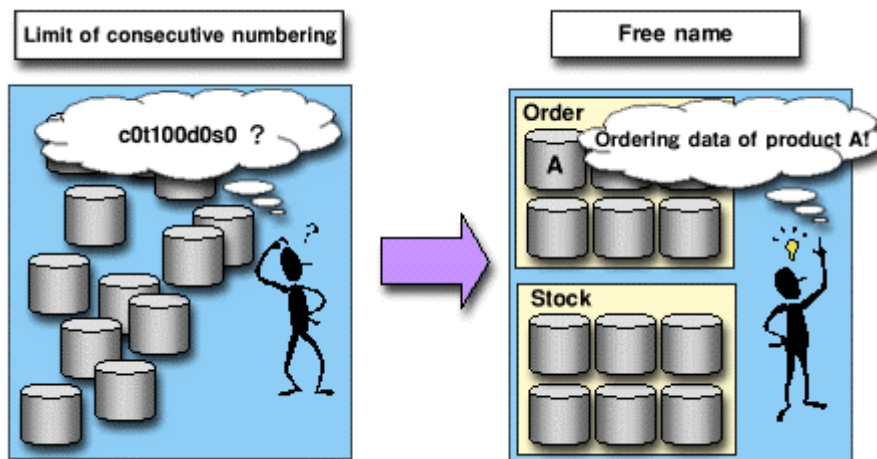 Limit of consecutive numbering
Free name
c0t100d0s0 ?
?
Order
Ordering data of product A!
A
Stock